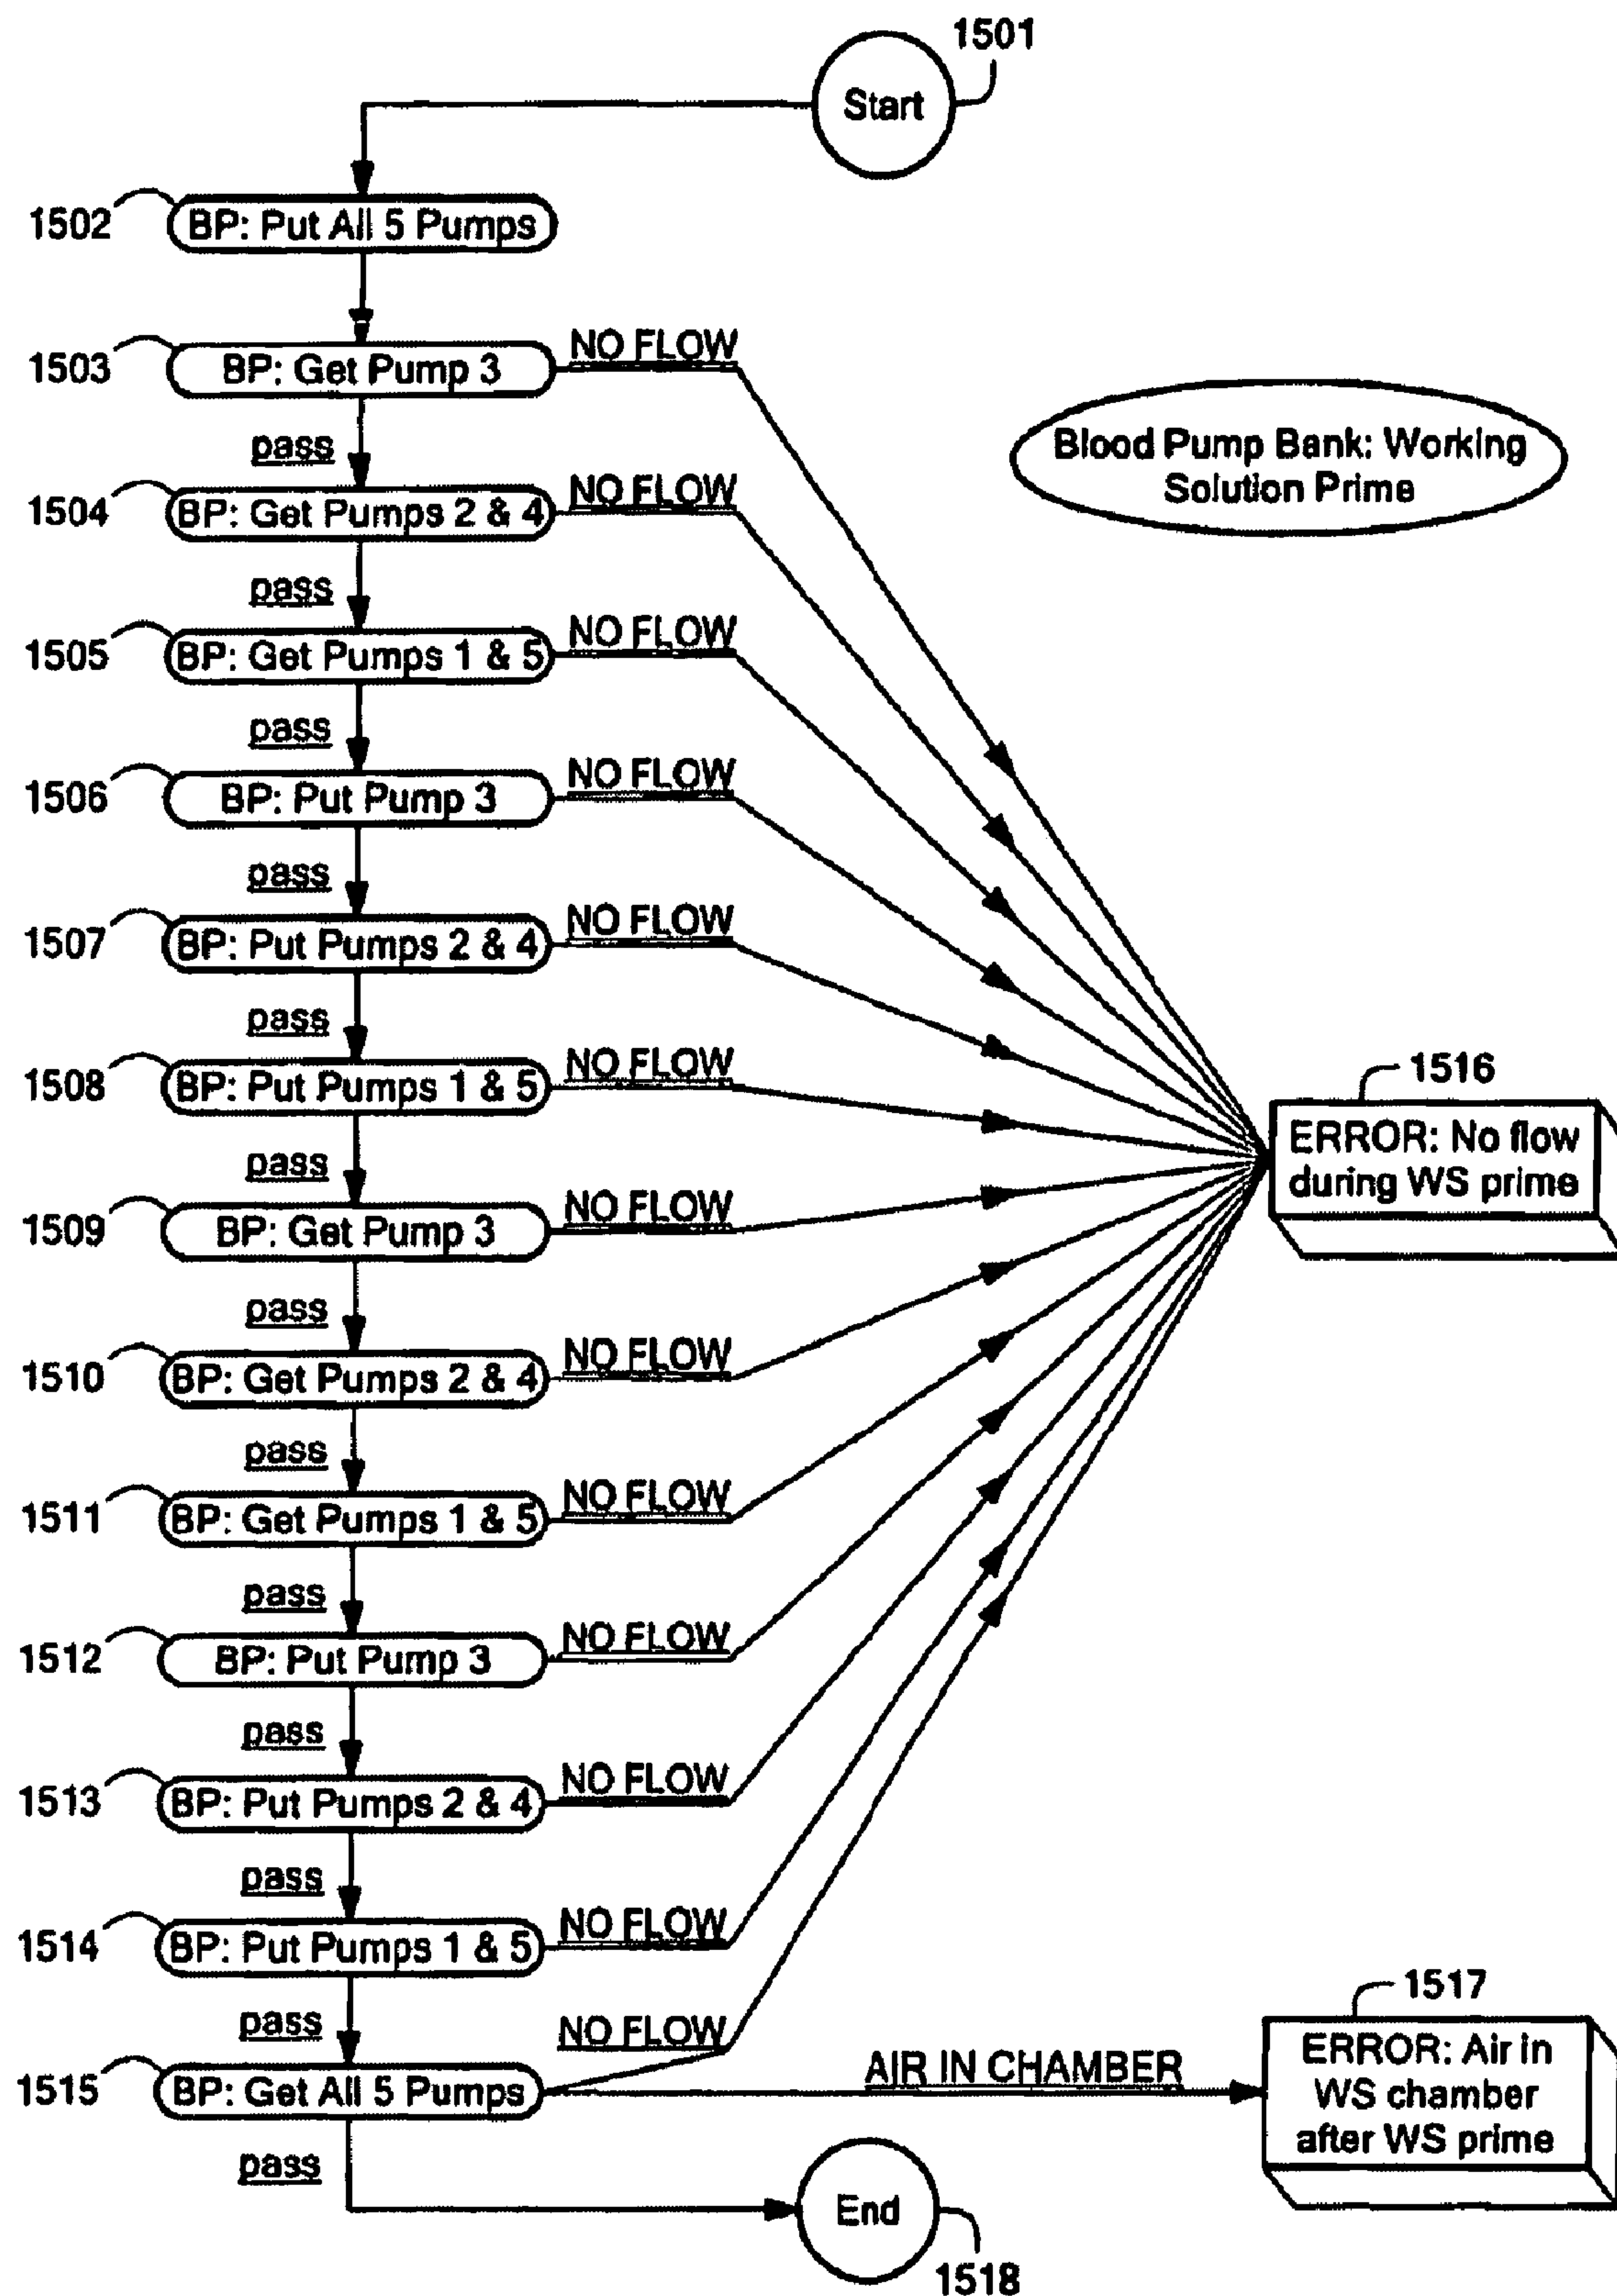 1501
Start
1502
BP: Put All 5 Pumps
1503
BP: Get Pump 3
NO FLOW
Blood Pump Bank: Working
Solution Prime
pass
1504
BP: Get Pumps 2 & 4
NO FLOW
pass
1505
BP: Get Pumps 1 & 5
NO FLOW
pass
1506
BP: Put Pump 3
NO FLOW
pass
1507
BP: Put Pumps 2 & 4
NO FLOW
pass
1508
BP: Put Pumps 1 & 5
NO FLOW
1516
ERROR: No flow
during WS prime
pass
1509
BP: Get Pump 3
NO FLOW
pass
1510
BP: Get Pumps 2 & 4
NO FLOW
pass
1511
BP: Get Pumps 1 & 5
NO FLOW
pass
1512
BP: Put Pump 3
NO FLOW
pass
1513
BP: Put Pumps 2 & 4
NO FLOW
pass
1514
BP: Put Pumps 1 & 5
NO FLOW
pass
1515
BP: Get All 5 Pumps
NO FLOW
AIR IN CHAMBER
1517
ERROR: Air in
WS chamber
after WS prime
pass
End
1518